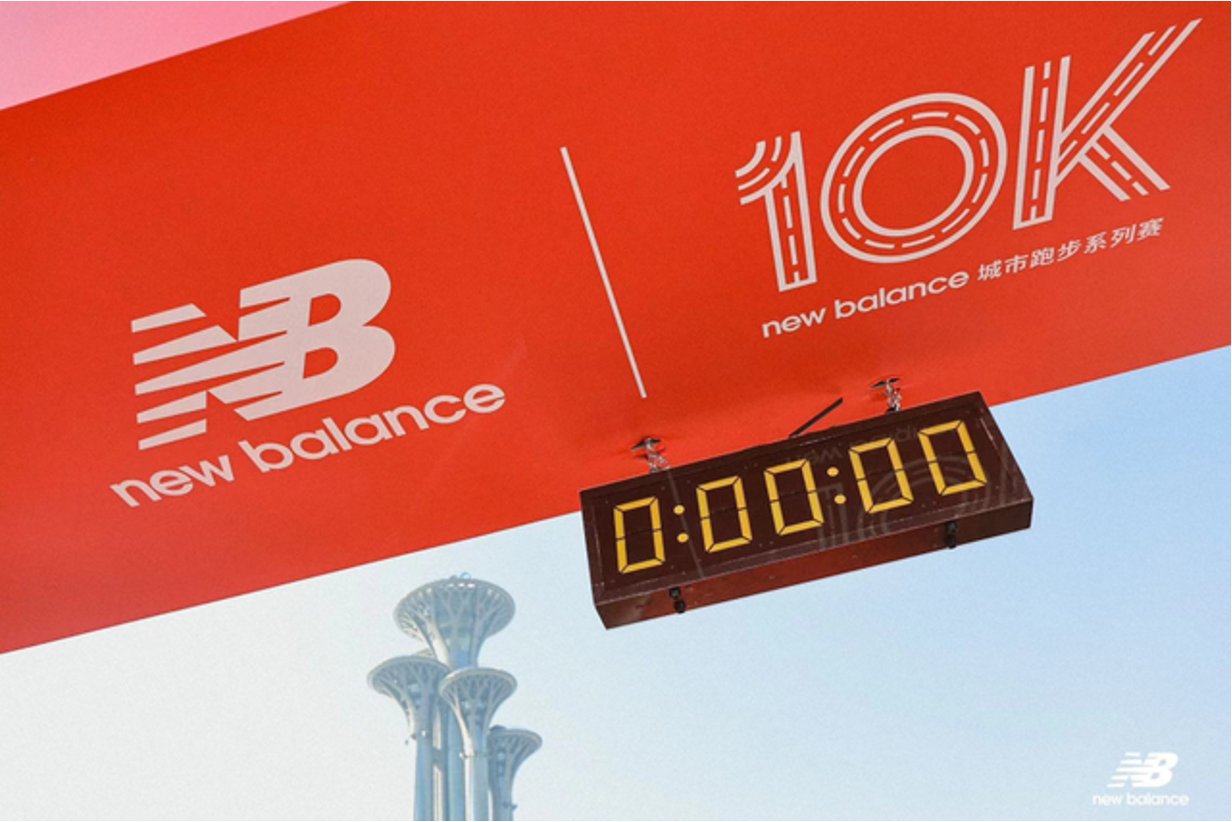 NB
new balance
10K
new balance 城市跑步系列赛
0:00:00
NB
new balance